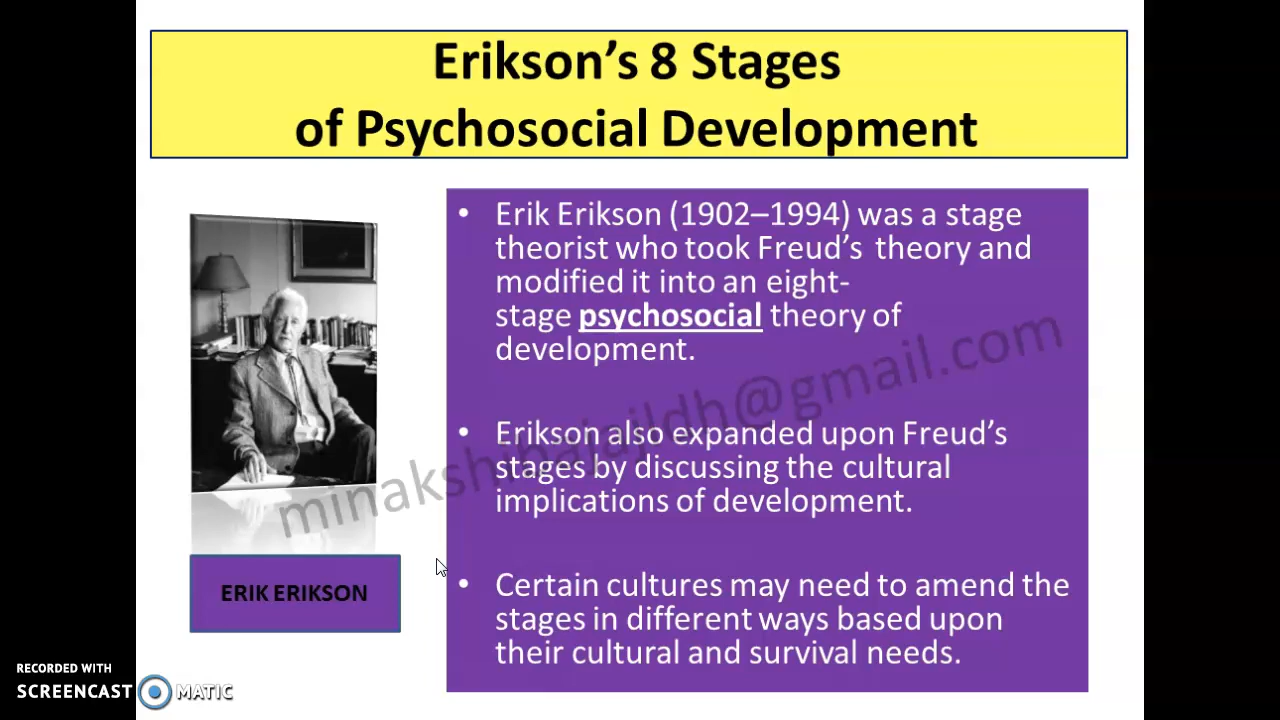 Erikson’s 8 Stages
of Psychosocial Development
• Erik Erikson (1902–1994) was a stage
theorist who took Freud’s theory and
modified it into an eight-
stage psychosocial theory of
development.
• Erikson also expanded upon Freud’s
stages by discussing the cultural
implications of development.
• Certain cultures may need to amend the
stages in different ways based upon
their cultural and survival needs.
ERIK ERIKSON
minakshibajajldh@gmail.com
RECORDED WITH
SCREENCAST MATIC